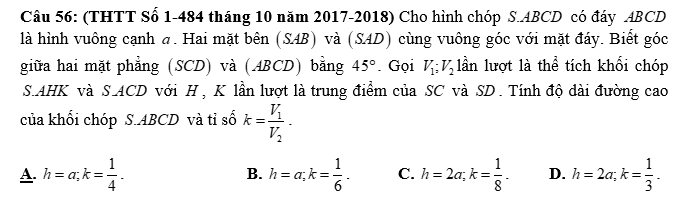 Câu 56: (THTT Số 1-484 tháng 10 năm 2017-2018) Cho hình chóp S.ABCD có đáy ABCD
là hình vuông cạnh a. Hai mặt bên (SAB) và (SAD) cùng vuông góc với mặt đáy. Biết góc
giữa hai mặt phẳng (SCD) và (ABCD) bằng 45°. Gọi V₁;V₂ lần lượt là thể tích khối chóp
S.AHK và S.ACD với H, K lần lượt là trung điểm của SC và SD. Tính độ dài đường cao
của khối chóp S.ABCD và tỉ số k = V₁/V₂.
A. h = a; k = 1/4. B. h = a; k = 1/6. C. h = 2a; k = 1/8. D. h = 2a; k = 1/3.